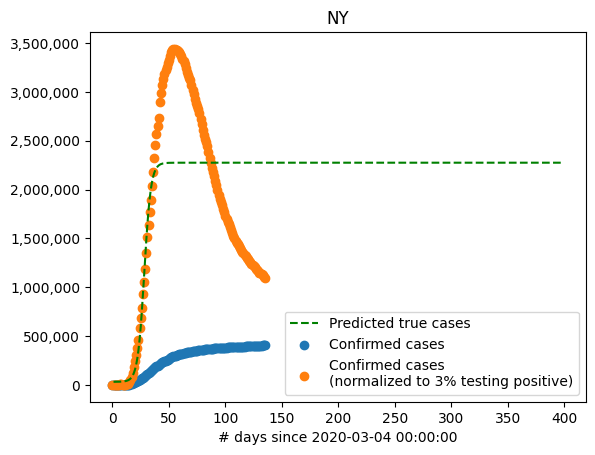 NY
3,500,000
3,000,000
2,500,000
2,000,000
1,500,000
1,000,000
500,000
0
Predicted true cases
Confirmed cases
Confirmed cases
(normalized to 3% testing positive)
0 50 100 150 200 250 300 350 400
# days since 2020-03-04 00:00:00